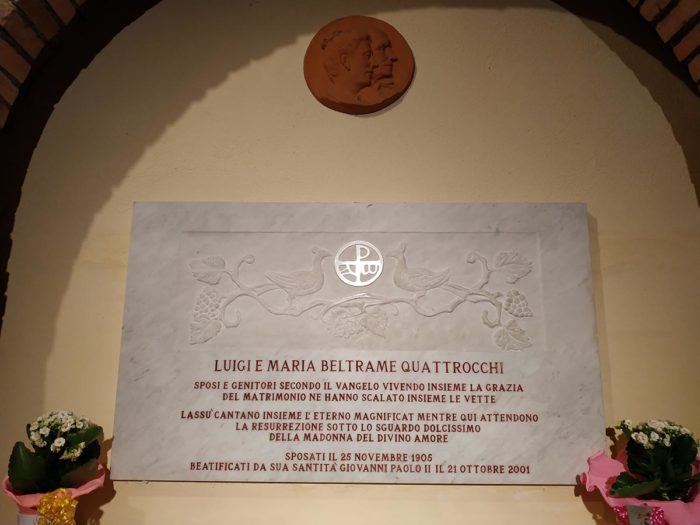 LUIGI E MARIA BELTRAME QUATTROCCHI
SPOSI E GENITORI SECONDO IL VANGELO VIVENDO INSIEME LA GRAZIA
DEL MATRIMONIO NE HANNO SCALATO INSIEME LE VETTE
LASSU' CANTANO INSIEME L'ETERNO MAGNIFICAT MENTRE QUI ATTENDONO
LA RESURREZIONE SOTTO LO SGUARDO DOLCISSIMO
DELLA MADONNA DEL DIVINO AMORE
SPOSATI IL 25 NOVEMBRE 1905
BEATIFICATI DA SUA SANTITA' GIOVANNI PAOLO II IL 21 OTTOBRE 2001